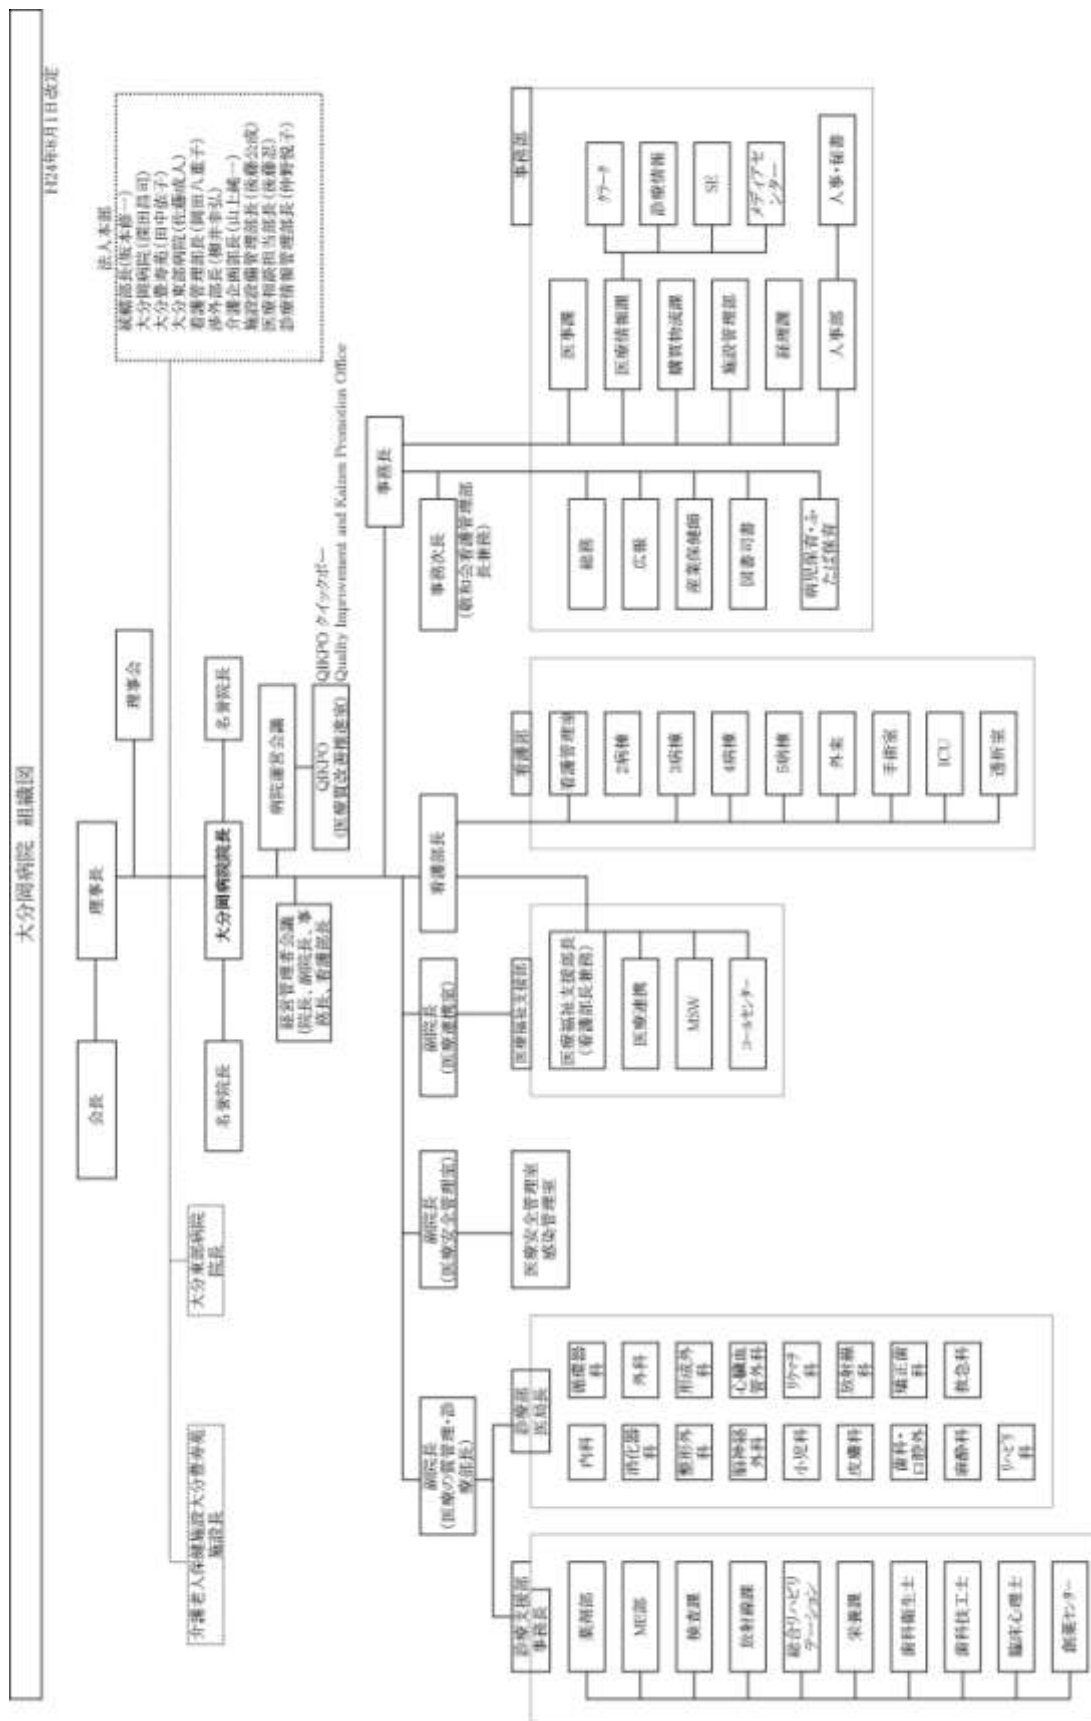 大分岡病院 組織図
H24年8月1日改定
会長
理事長
理事会
法人本部
統轄部長(坂本修一)
大分岡病院(深田昌司)
大分豊寿苑(田中依子)
大分東部病院(佐藤成人)
看護管理部長(岡田八重子)
渉外部長(櫻井幸弘)
介護企画部長(山上純一)
施設設備管理部長(後藤公成)
医療相談担当部長(後藤忍)
診療情報管理部長(仲野悦子)
介護老人保健施設大分豊寿苑
施設長
大分東部病院
院長
名誉院長
大分岡病院院長
名誉院長
病院運営会議
経営管理者会議
(院長、副院長、事
務長、看護部長
QIKPO
(医療質改善推進室)
QIKPO クイックポー
Quality Improvement and Kaizen Promotion Office
副院長
(医療の質管理・診
療部長)
副院長
(医療安全管理室)
副院長
(医療連携室)
看護部長
事務長
事務次長
(敬和会看護管理部
長兼務)
診療支援部
事務長
薬剤部
ME部
検査課
放射線課
総合リハビリ
テーション
栄養課
歯科衛生士
歯科技工士
臨床心理士
創薬センター
診療部
医局長
内科
循環器
科
消化器
科
外科
整形外
科
形成外
科
脳神経
外科
心臓血
管外科
小児科
リウマチ
科
皮膚科
放射線
科
歯科・
口腔外
矯正歯
科
麻酔科
救急科
リハビリ
科
医療安全管理室
感染管理室
医療福祉支援部
医療福祉支援部長
(看護部長兼務)
医療連携
MSW
コールセンター
看護部
看護管理室
2病棟
3病棟
4病棟
5病棟
外来
手術室
ICU
透析室
事務部
総務
広報
産業保健師
図書司書
病児保育・ふ
たば保育
医事課
医療情報課
購買物流課
施設管理部
経理課
人事部
クラーク
診療情報
SE
メディアセ
ンター
人事・秘書